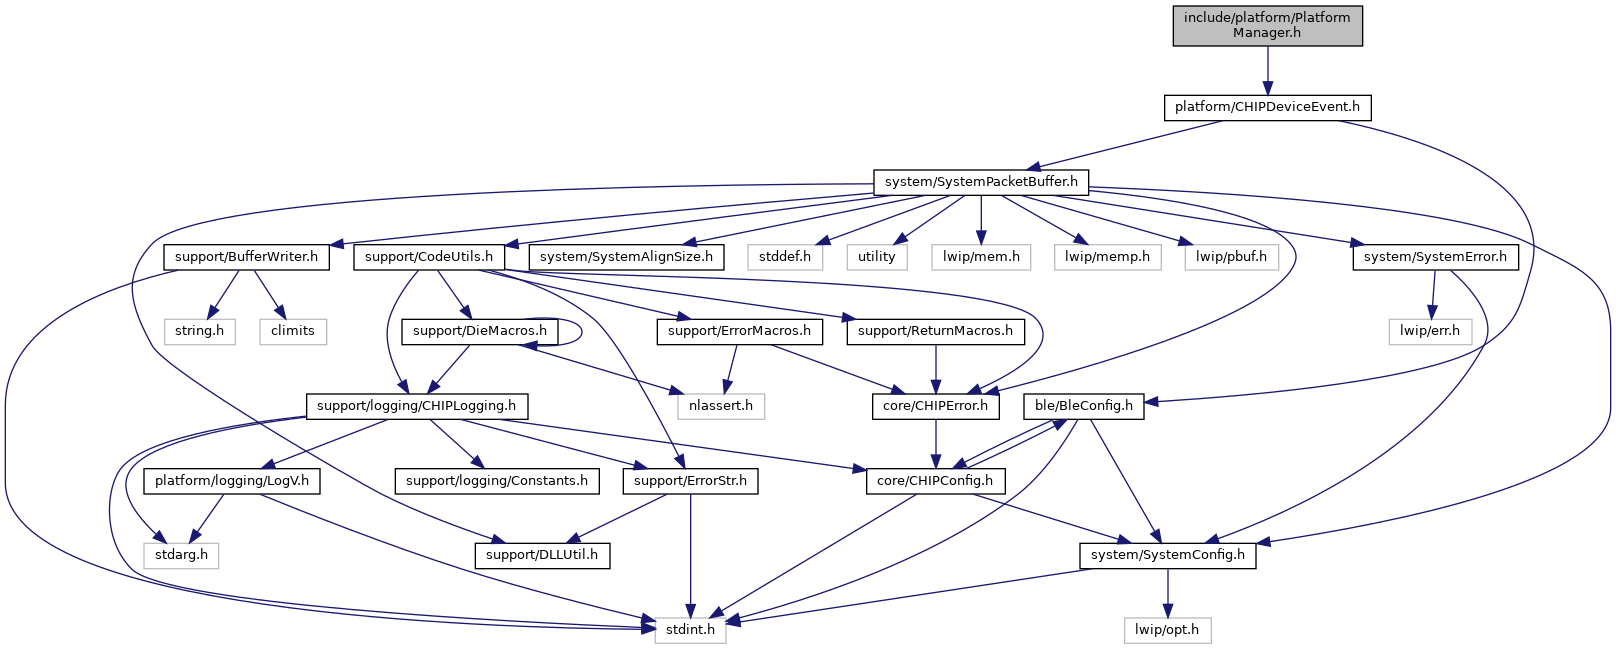 include/platform/Platform
Manager.h
platform/CHIPDeviceEvent.h
system/SystemPacketBuffer.h
support/BufferWriter.h
support/CodeUtils.h
system/SystemAlignSize.h
stddef.h
utility
lwip/mem.h
lwip/memp.h
lwip/pbuf.h
system/SystemError.h
string.h
climits
support/DieMacros.h
support/ErrorMacros.h
support/ReturnMacros.h
lwip/err.h
support/logging/CHIPLogging.h
nlassert.h
core/CHIPError.h
ble/BleConfig.h
platform/logging/LogV.h
support/logging/Constants.h
support/ErrorStr.h
core/CHIPConfig.h
stdarg.h
support/DLLUtil.h
system/SystemConfig.h
stdint.h
lwip/opt.h